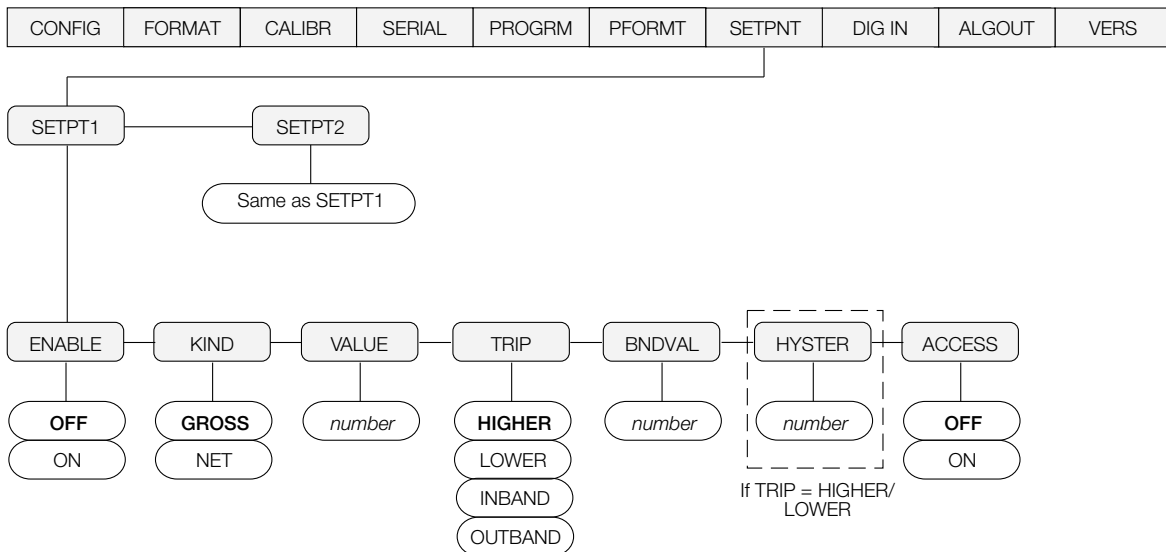 CONFIG FORMAT CALIBR SERIAL PROGRM PFORMT SETPNT DIG IN ALGOUT VERS
SETPT1 SETPT2
Same as SETPT1
ENABLE KIND VALUE TRIP BNDVAL HYSTER ACCESS
OFF GROSS number HIGHER number number OFF
ON NET LOWER ON
INBAND
OUTBAND
If TRIP = HIGHER/
LOWER